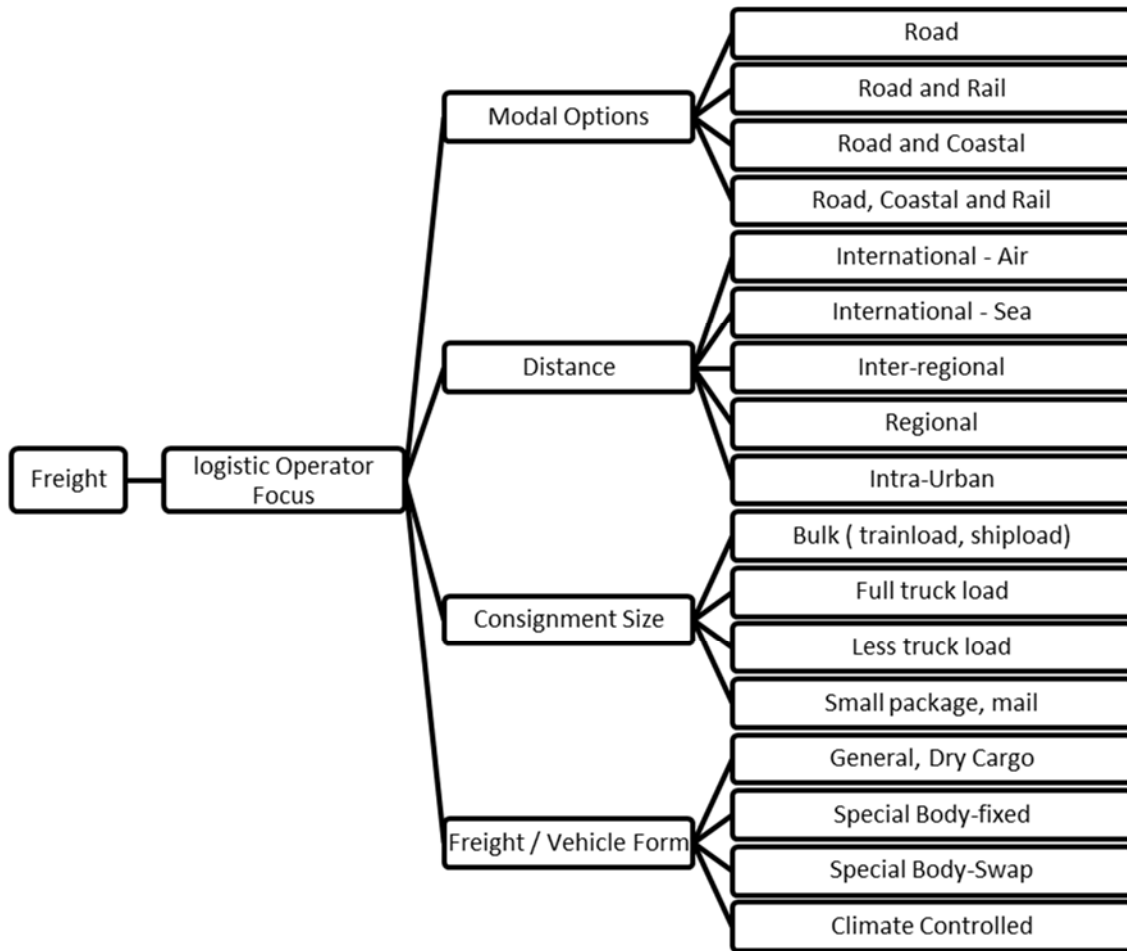 Freight
logistic Operator
Focus
Modal Options
Road
Road and Rail
Road and Coastal
Road, Coastal and Rail
Distance
International - Air
International - Sea
Inter-regional
Regional
Intra-Urban
Consignment Size
Bulk ( trainload, shipload)
Full truck load
Less truck load
Small package, mail
Freight / Vehicle Form
General, Dry Cargo
Special Body-fixed
Special Body-Swap
Climate Controlled